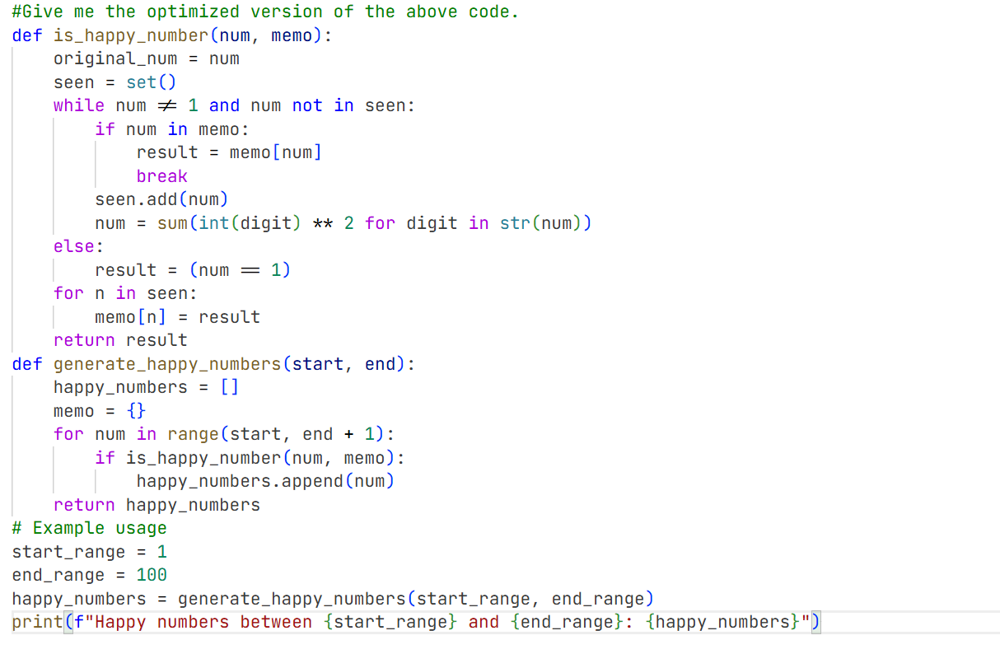 #Give me the optimized version of the above code.
def is_happy_number(num, memo):
    original_num = num
    seen = set()
    while num != 1 and num not in seen:
        if num in memo:
            result = memo[num]
            break
        seen.add(num)
        num = sum(int(digit) ** 2 for digit in str(num))
    else:
        result = (num == 1)
    for n in seen:
        memo[n] = result
    return result
def generate_happy_numbers(start, end):
    happy_numbers = []
    memo = {}
    for num in range(start, end + 1):
        if is_happy_number(num, memo):
            happy_numbers.append(num)
    return happy_numbers
# Example usage
start_range = 1
end_range = 100
happy_numbers = generate_happy_numbers(start_range, end_range)
print(f"Happy numbers between {start_range} and {end_range}: {happy_numbers}")